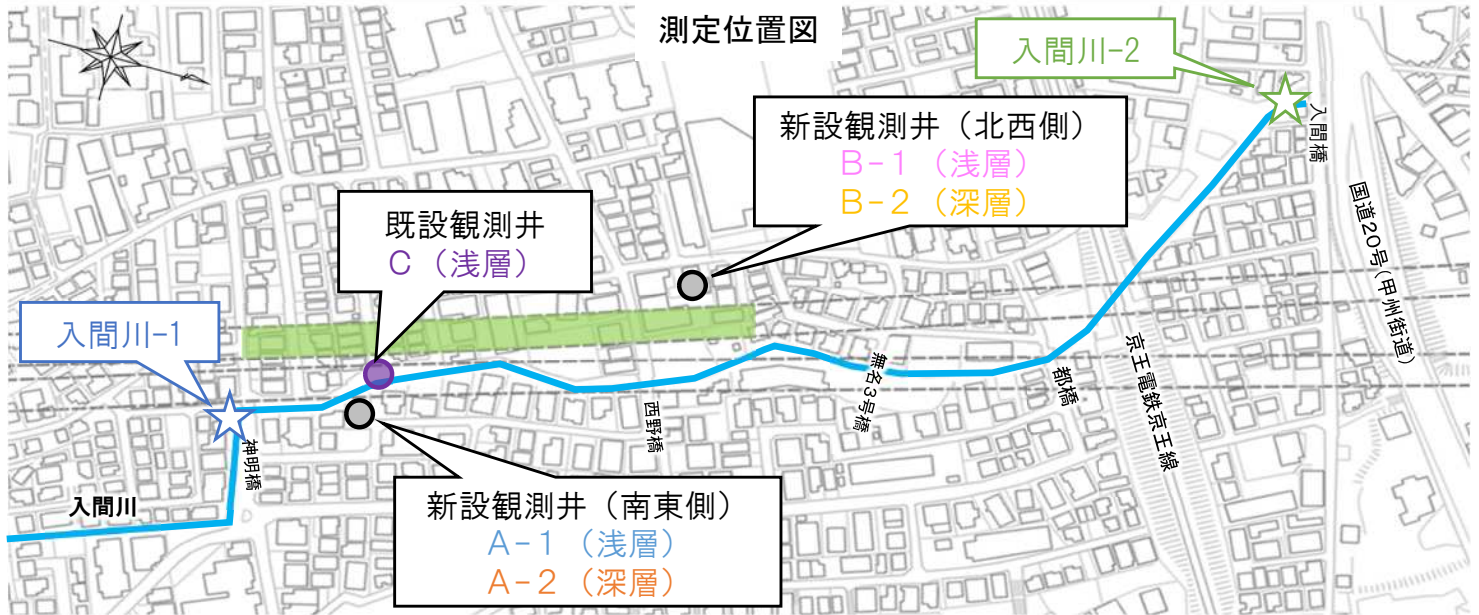 測定位置図
入間川-2
入間橋
新設観測井（北西側）
B-1（浅層）
B-2（深層）
国道20号(甲州街道)
既設観測井
C（浅層）
入間川-1
無名3号橋
都橋
京王電鉄京王線
西野橋
神明橋
入間川
新設観測井（南東側）
A-1（浅層）
A-2（深層）